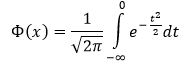 Φ(x) = 1/√2π ∫_{-∞}^{0} e^{-t²/2} dt